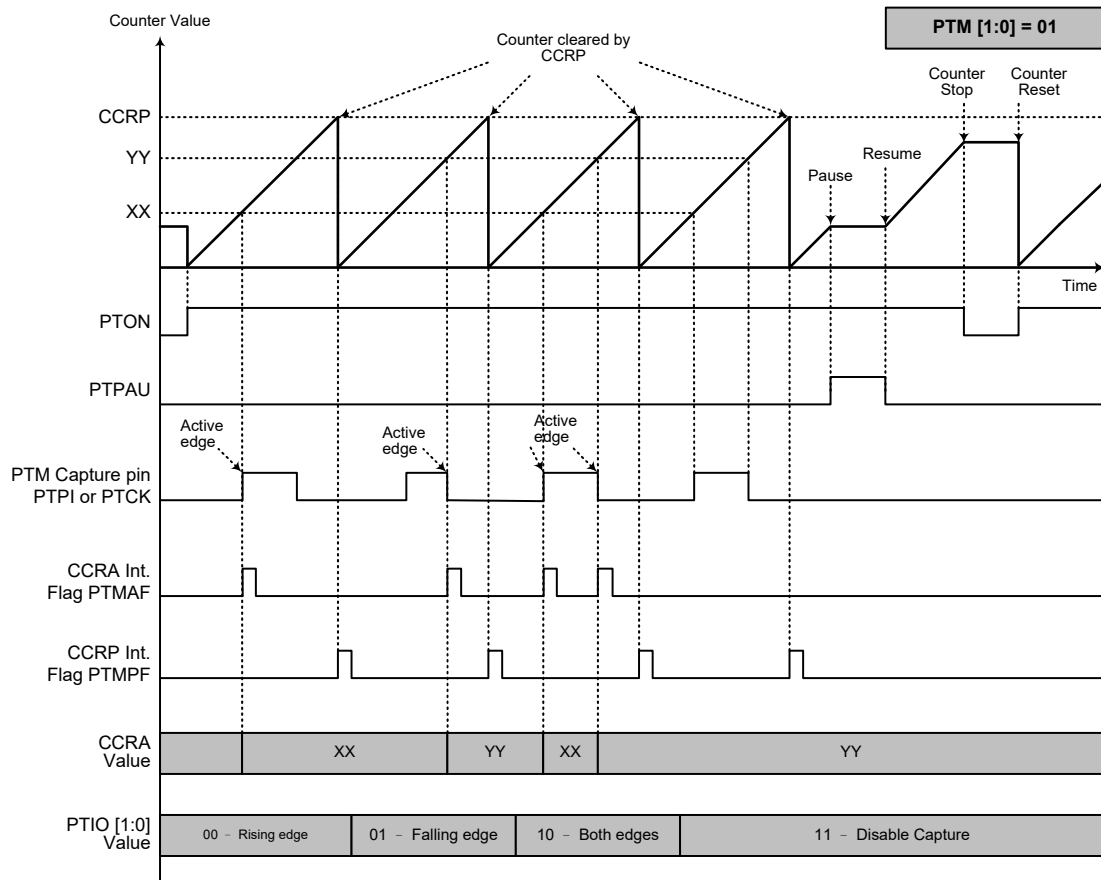 Counter Value
PTM [1:0] = 01
Counter cleared by
CCRP
Counter
Stop
Counter
Reset
CCRP
YY
Resume
Pause
XX
Time
PTON
PTPAU
Active
edge
Active
edge
Active
edge
PTM Capture pin
PTPI or PTCK
CCRA Int.
Flag PTMAF
CCRP Int.
Flag PTMPF
CCRA
Value
XX
YY
XX
YY
PTIO [1:0]
Value
00 – Rising edge
01 – Falling edge
10 – Both edges
11 – Disable Capture